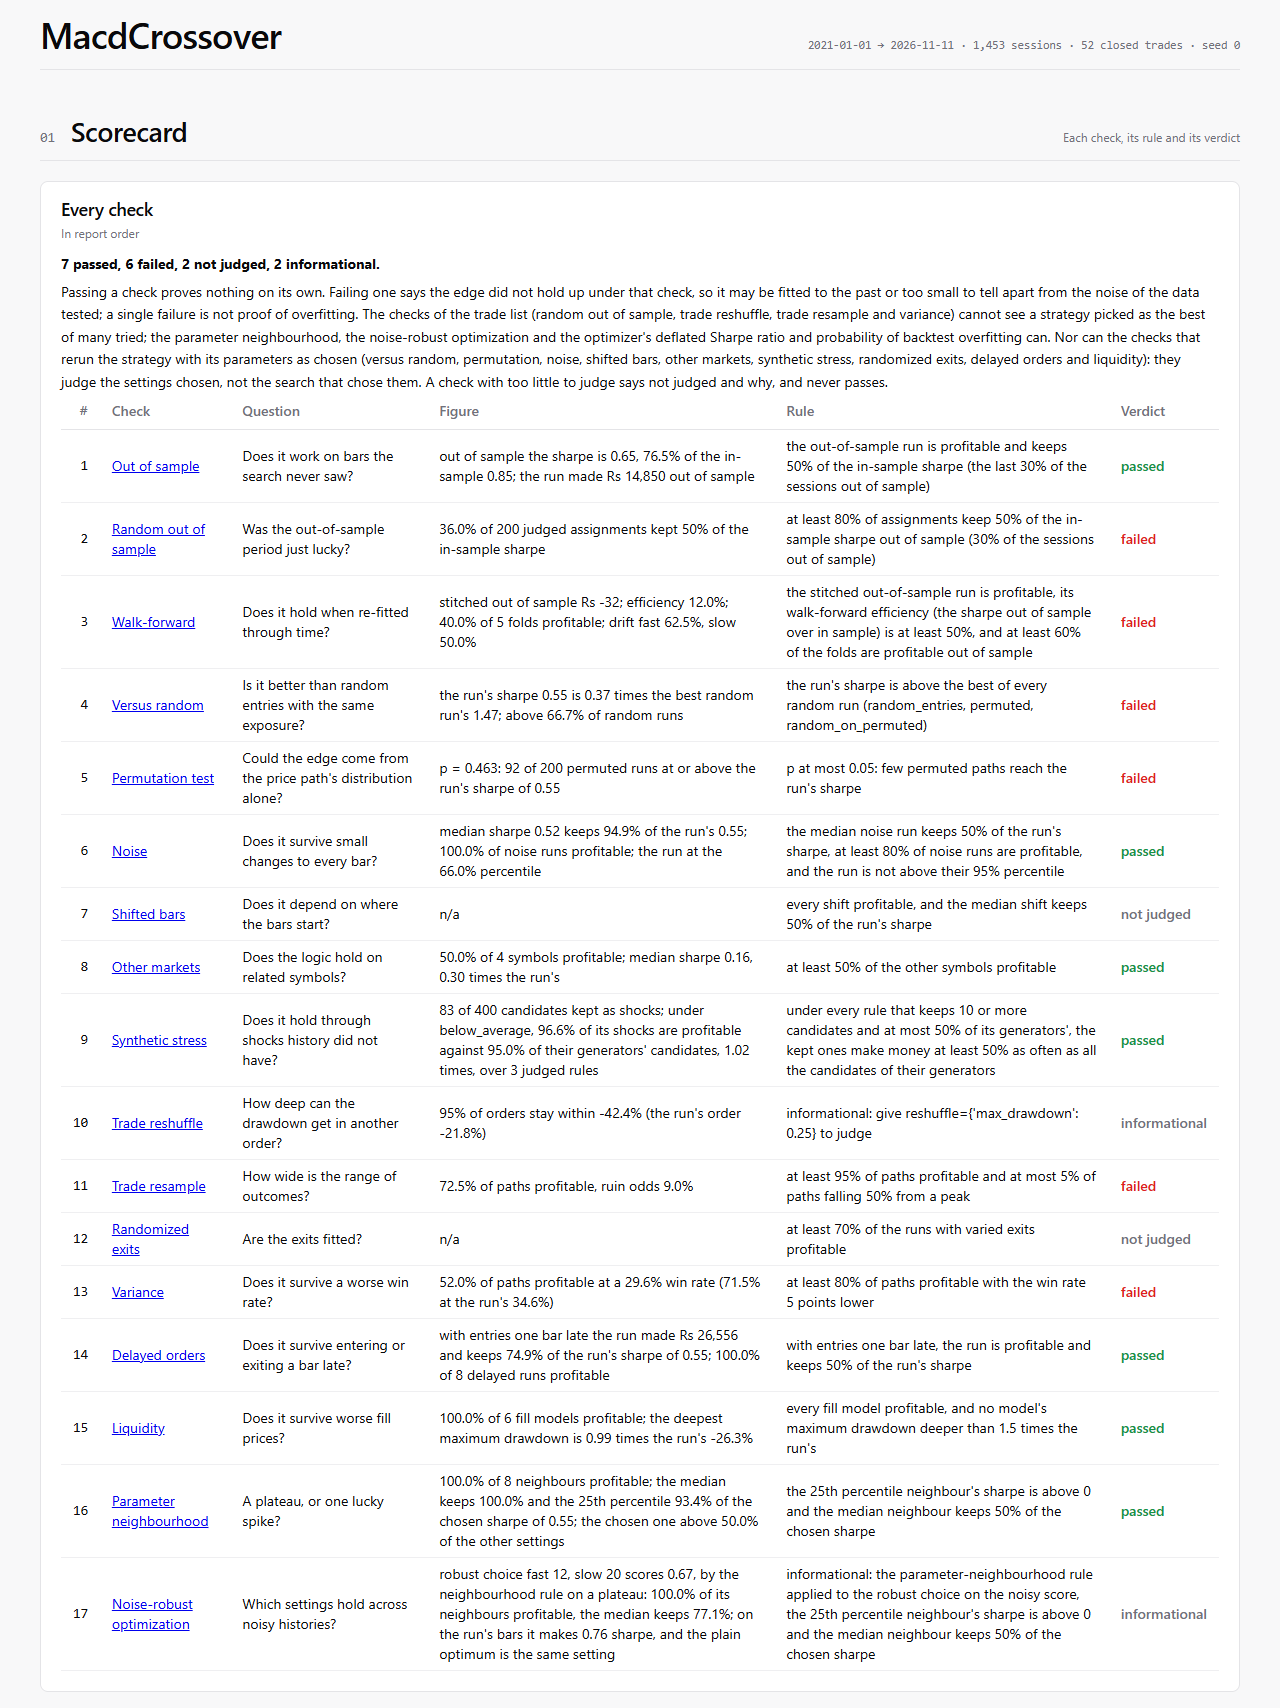 MacdCrossover
2021-01-01 → 2026-11-11 · 1,453 sessions · 52 closed trades · seed 0
01 Scorecard
Each check, its rule and its verdict
Every check
In report order
7 passed, 6 failed, 2 not judged, 2 informational.
Passing a check proves nothing on its own. Failing one says the edge did not hold up under that check, so it may be fitted to the past or too small to tell apart from the noise of the data
tested; a single failure is not proof of overfitting. The checks of the trade list (random out of sample, trade reshuffle, trade resample and variance) cannot see a strategy picked as the best
of many tried; the parameter neighbourhood, the noise-robust optimization and the optimizer's deflated Sharpe ratio and probability of backtest overfitting can. Nor can the checks that
rerun the strategy with its parameters as chosen (versus random, permutation, noise, shifted bars, other markets, synthetic stress, randomized exits, delayed orders and liquidity): they
judge the settings chosen, not the search that chose them. A check with too little to judge says not judged and why, and never passes.
# Check Question Figure Rule Verdict
1 Out of sample
Does it work on bars the
search never saw?
out of sample the sharpe is 0.65, 76.5% of the in-
sample 0.85; the run made Rs 14,850 out of sample
the out-of-sample run is profitable and keeps
50% of the in-sample sharpe (the last 30% of the
sessions out of sample)
passed
2 Random out of
sample
Was the out-of-sample
period just lucky?
36.0% of 200 judged assignments kept 50% of the
in-sample sharpe
at least 80% of assignments keep 50% of the in-
sample sharpe out of sample (30% of the sessions
out of sample)
failed
3 Walk-forward
Does it hold when re-fitted
through time?
stitched out of sample Rs -32; efficiency 12.0%;
40.0% of 5 folds profitable; drift fast 62.5%, slow
50.0%
the stitched out-of-sample run is profitable, its
walk-forward efficiency (the sharpe out of sample
over in sample) is at least 50%, and at least 60%
of the folds are profitable out of sample
failed
4 Versus random
Is it better than random
entries with the same
exposure?
the run's sharpe 0.55 is 0.37 times the best random
run's 1.47; above 66.7% of random runs
the run's sharpe is above the best of every
random run (random_entries, permuted,
random_on_permuted)
failed
5 Permutation test
Could the edge come from
the price path's distribution
alone?
p = 0.463: 92 of 200 permuted runs at or above the
run's sharpe of 0.55
p at most 0.05: few permuted paths reach the
run's sharpe
failed
6 Noise
Does it survive small
changes to every bar?
median sharpe 0.52 keeps 94.9% of the run's 0.55;
100.0% of noise runs profitable; the run at the
66.0% percentile
the median noise run keeps 50% of the run's
sharpe, at least 80% of noise runs are profitable,
and the run is not above their 95% percentile
passed
7 Shifted bars
Does it depend on where
the bars start?
n/a
every shift profitable, and the median shift keeps
50% of the run's sharpe
not judged
8 Other markets
Does the logic hold on
related symbols?
50.0% of 4 symbols profitable; median sharpe 0.16,
0.30 times the run's
at least 50% of the other symbols profitable
passed
9 Synthetic stress
Does it hold through
shocks history did not
have?
83 of 400 candidates kept as shocks; under
below_average, 96.6% of its shocks are profitable
against 95.0% of their generators' candidates, 1.02
times, over 3 judged rules
under every rule that keeps 10 or more
candidates and at most 50% of its generators', the
kept ones make money at least 50% as often as all
the candidates of their generators
passed
10 Trade reshuffle
How deep can the
drawdown get in another
order?
95% of orders stay within -42.4% (the run's order
-21.8%)
informational: give reshuffle={'max_drawdown':
0.25} to judge
informational
11 Trade resample
How wide is the range of
outcomes?
72.5% of paths profitable, ruin odds 9.0%
at least 95% of paths profitable and at most 5% of
paths falling 50% from a peak
failed
12 Randomized
exits
Are the exits fitted?
n/a
at least 70% of the runs with varied exits
profitable
not judged
13 Variance
Does it survive a worse win
rate?
52.0% of paths profitable at a 29.6% win rate (71.5%
at the run's 34.6%)
at least 80% of paths profitable with the win rate
5 points lower
failed
14 Delayed orders
Does it survive entering or
exiting a bar late?
with entries one bar late the run made Rs 26,556
and keeps 74.9% of the run's sharpe of 0.55; 100.0%
of 8 delayed runs profitable
with entries one bar late, the run is profitable and
keeps 50% of the run's sharpe
passed
15 Liquidity
Does it survive worse fill
prices?
100.0% of 6 fill models profitable; the deepest
maximum drawdown is 0.99 times the run's -26.3%
every fill model profitable, and no model's
maximum drawdown deeper than 1.5 times the
run's
passed
16 Parameter
neighbourhood
A plateau, or one lucky
spike?
100.0% of 8 neighbours profitable; the median
keeps 100.0% and the 25th percentile 93.4% of the
chosen sharpe of 0.55; the chosen one above 50.0%
of the other settings
the 25th percentile neighbour's sharpe is above 0
and the median neighbour keeps 50% of the
chosen sharpe
passed
17 Noise-robust
optimization
Which settings hold across
noisy histories?
robust choice fast 12, slow 20 scores 0.67, by the
neighbourhood rule on a plateau: 100.0% of its
neighbours profitable, the median keeps 77.1%; on
the run's bars it makes 0.76 sharpe, and the plain
optimum is the same setting
informational: the parameter-neighbourhood rule
applied to the robust choice on the noisy score,
the 25th percentile neighbour's sharpe is above 0
and the median neighbour keeps 50% of the
chosen sharpe
informational